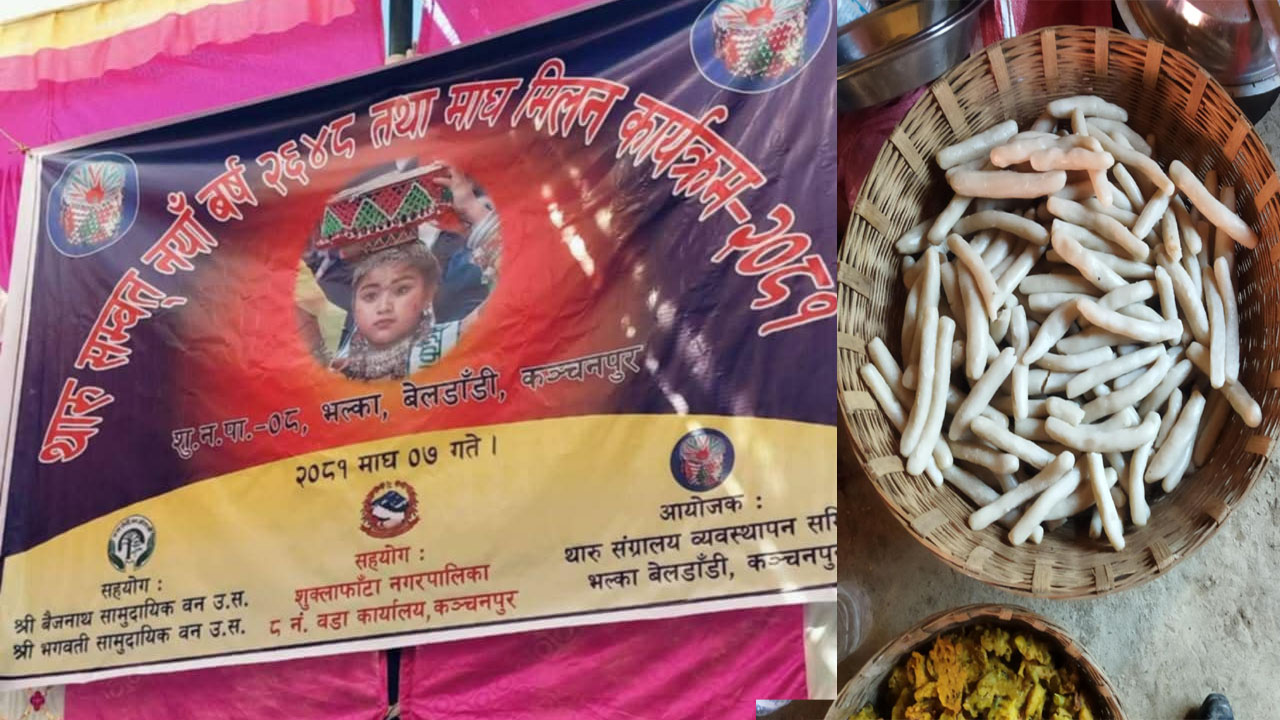 थारु सम्वत् नयाँ बर्ष २६४८ तथा माघ मिलन कार्यक्रम-२०८१
शु.न.पा.-०८, भल्का, बेलडाँडी, कञ्चनपुर
२०८१ माघ ०७ गते ।
सहयोग :
श्री बैजनाथ सामुदायिक वन उ.स.
श्री भगवती सामुदायिक वन उ.स.
सहयोग :
शुक्लाफाँटा नगरपालिका
८ नं. वडा कार्यालय, कञ्चनपुर
आयोजक :
थारु संग्रालय व्यवस्थापन
भल्का बेलडाँडी, कञ्चनपु